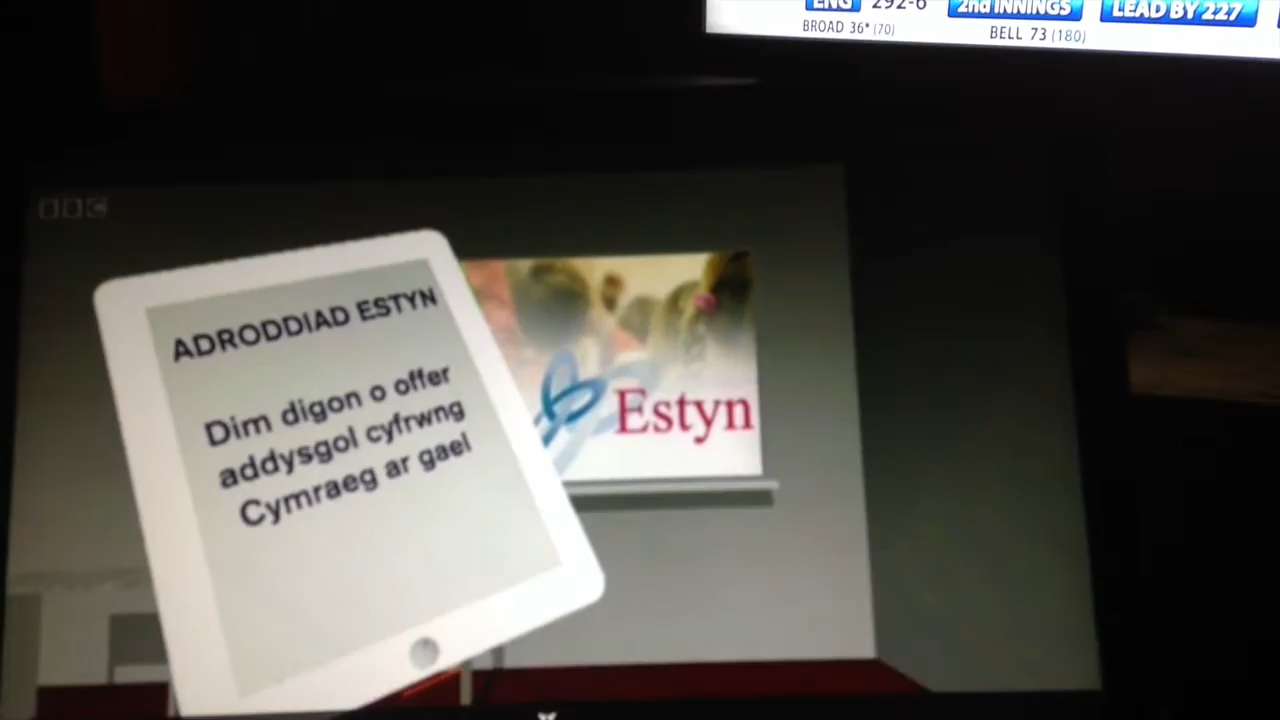 ENG 292-6 2nd INNINGS LEAD BY 227
BROAD 36* (70) BELL 73 (180)
BBC
ADRODDIAD ESTYN
Dim digon o offer
addysgol cyfrwng
Cymraeg ar gael
Estyn